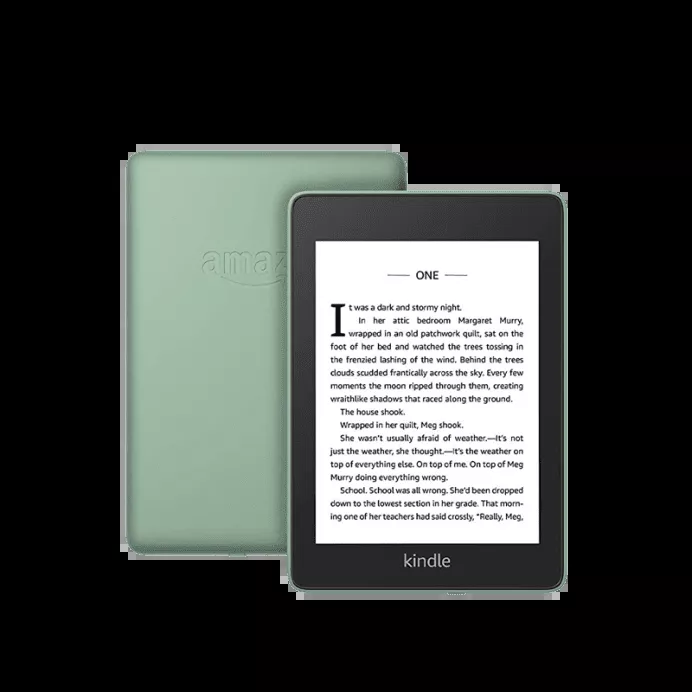 amaz
ONE
It was a dark and stormy night.
In her attic bedroom Margaret Murry,
wrapped in an old patchwork quilt, sat on the
foot of her bed and watched the trees tossing in
the frenzied lashing of the wind. Behind the trees
clouds scudded frantically across the sky. Every few
moments the moon ripped through them, creating
wraithlike shadows that raced along the ground.
The house shook.
Wrapped in her quilt, Meg shook.
She wasn't usually afraid of weather.—It's not
just the weather, she thought.—It's the weather on
top of everything else. On top of me. On top of Meg
Murry doing everything wrong.
School. School was all wrong. She'd been dropped
down to the lowest section in her grade. That morn-
ing one of her teachers had said crossly, "Really, Meg,
kindle